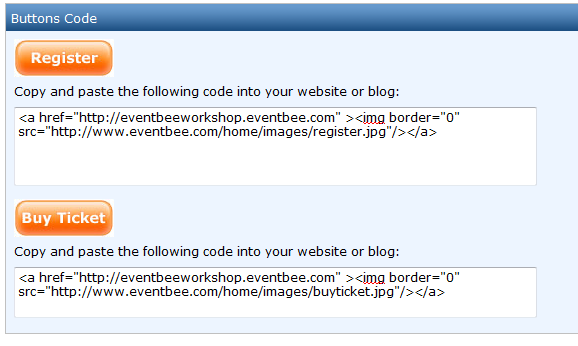 Buttons Code
Register
Copy and paste the following code into your website or blog:
<a href="http://eventbeeworkshop.eventbee.com" ><img border="0"
src="http://www.eventbee.com/home/images/register.jpg"/></a>
Buy Ticket
Copy and paste the following code into your website or blog:
<a href="http://eventbeeworkshop.eventbee.com" ><img border="0"
src="http://www.eventbee.com/home/images/buyticket.jpg"/></a>